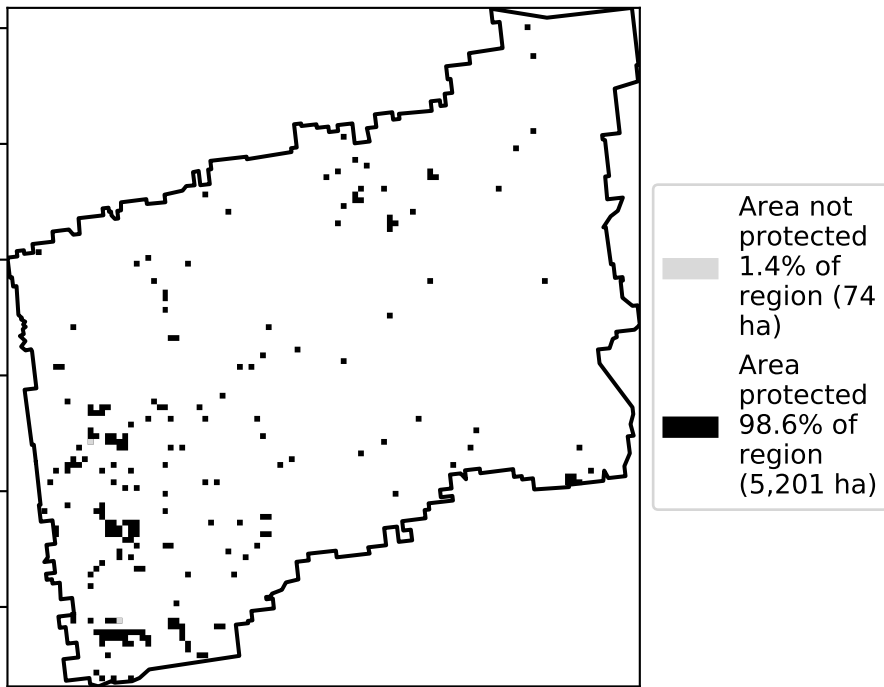 Area not
protected
1.4% of
region (74
ha)
Area
protected
98.6% of
region
(5,201 ha)